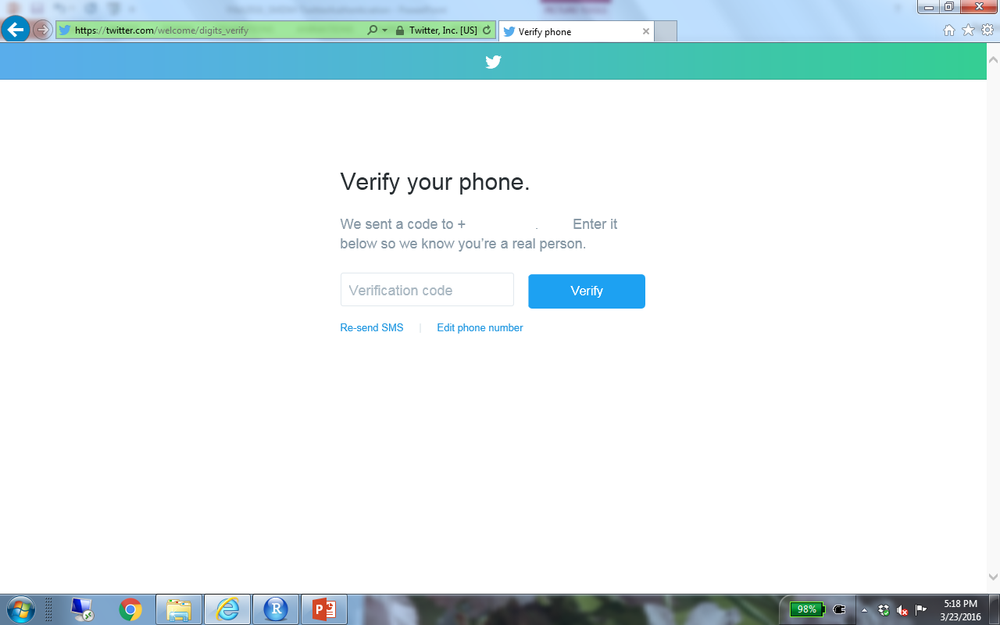 https://twitter.com/welcome/digits_verify
Twitter, Inc. [US]
Verify phone
Verify your phone.
We sent a code to + . Enter it
below so we know you're a real person.
Verification code
Verify
Re-send SMS | Edit phone number
98%
5:18 PM
3/23/2016